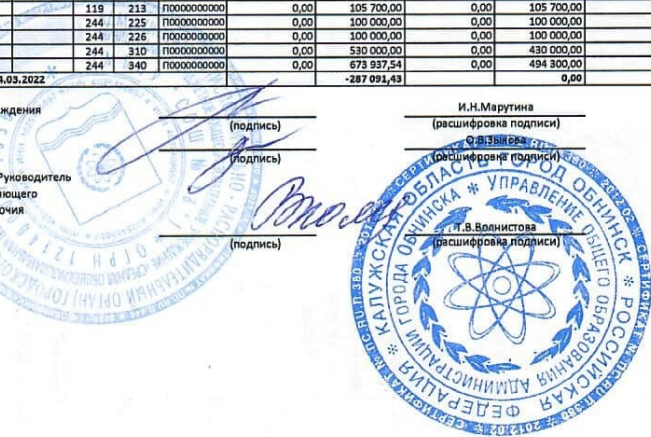 119 213 П0000000000 0,00 105 700,00 0,00 105 700,00
244 225 П0000000000 0,00 100 000,00 0,00 100 000,00
244 226 П0000000000 0,00 100 000,00 0,00 100 000,00
244 310 П0000000000 0,00 530 000,00 0,00 430 000,00
244 340 П0000000000 0,00 673 937,54 0,00 494 300,00
4.03.2022 -287 091,43 0,00
ждения И.Н.Марутина
(подпись) (расшифровка подписи)
О.В.Зыкова
(подпись) (расшифровка подписи)
Руководитель
яющего
очия
Т.В.Волнистова
(подпись) (расшифровка подписи)
КАЛУЖСКАЯ ОБЛАСТЬ ГОРОД ОБНИНСК * РОССИЙСКАЯ ФЕДЕРАЦИЯ *
* УПРАВЛЕНИЕ ОБЩЕГО ОБРАЗОВАНИЯ АДМИНИСТРАЦИИ ГОРОДА ОБНИНСКА